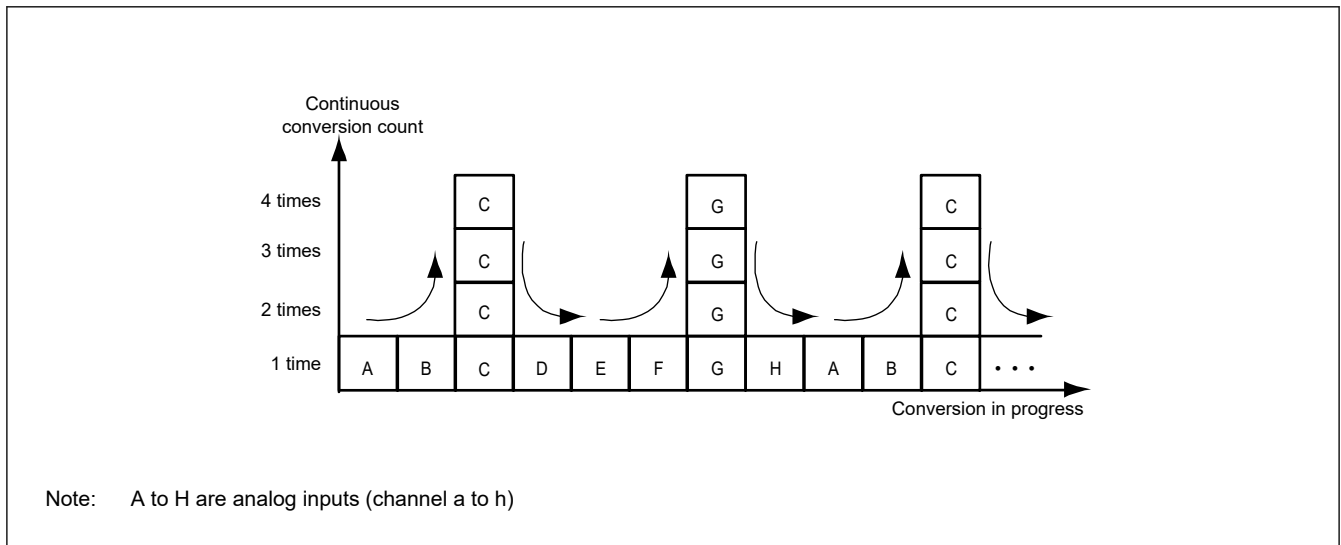 Continuous
conversion count
4 times
C
G
C
3 times
C
G
C
2 times
C
G
C
1 time
A
B
C
D
E
F
G
H
A
B
C
• • •
Conversion in progress
Note: A to H are analog inputs (channel a to h)